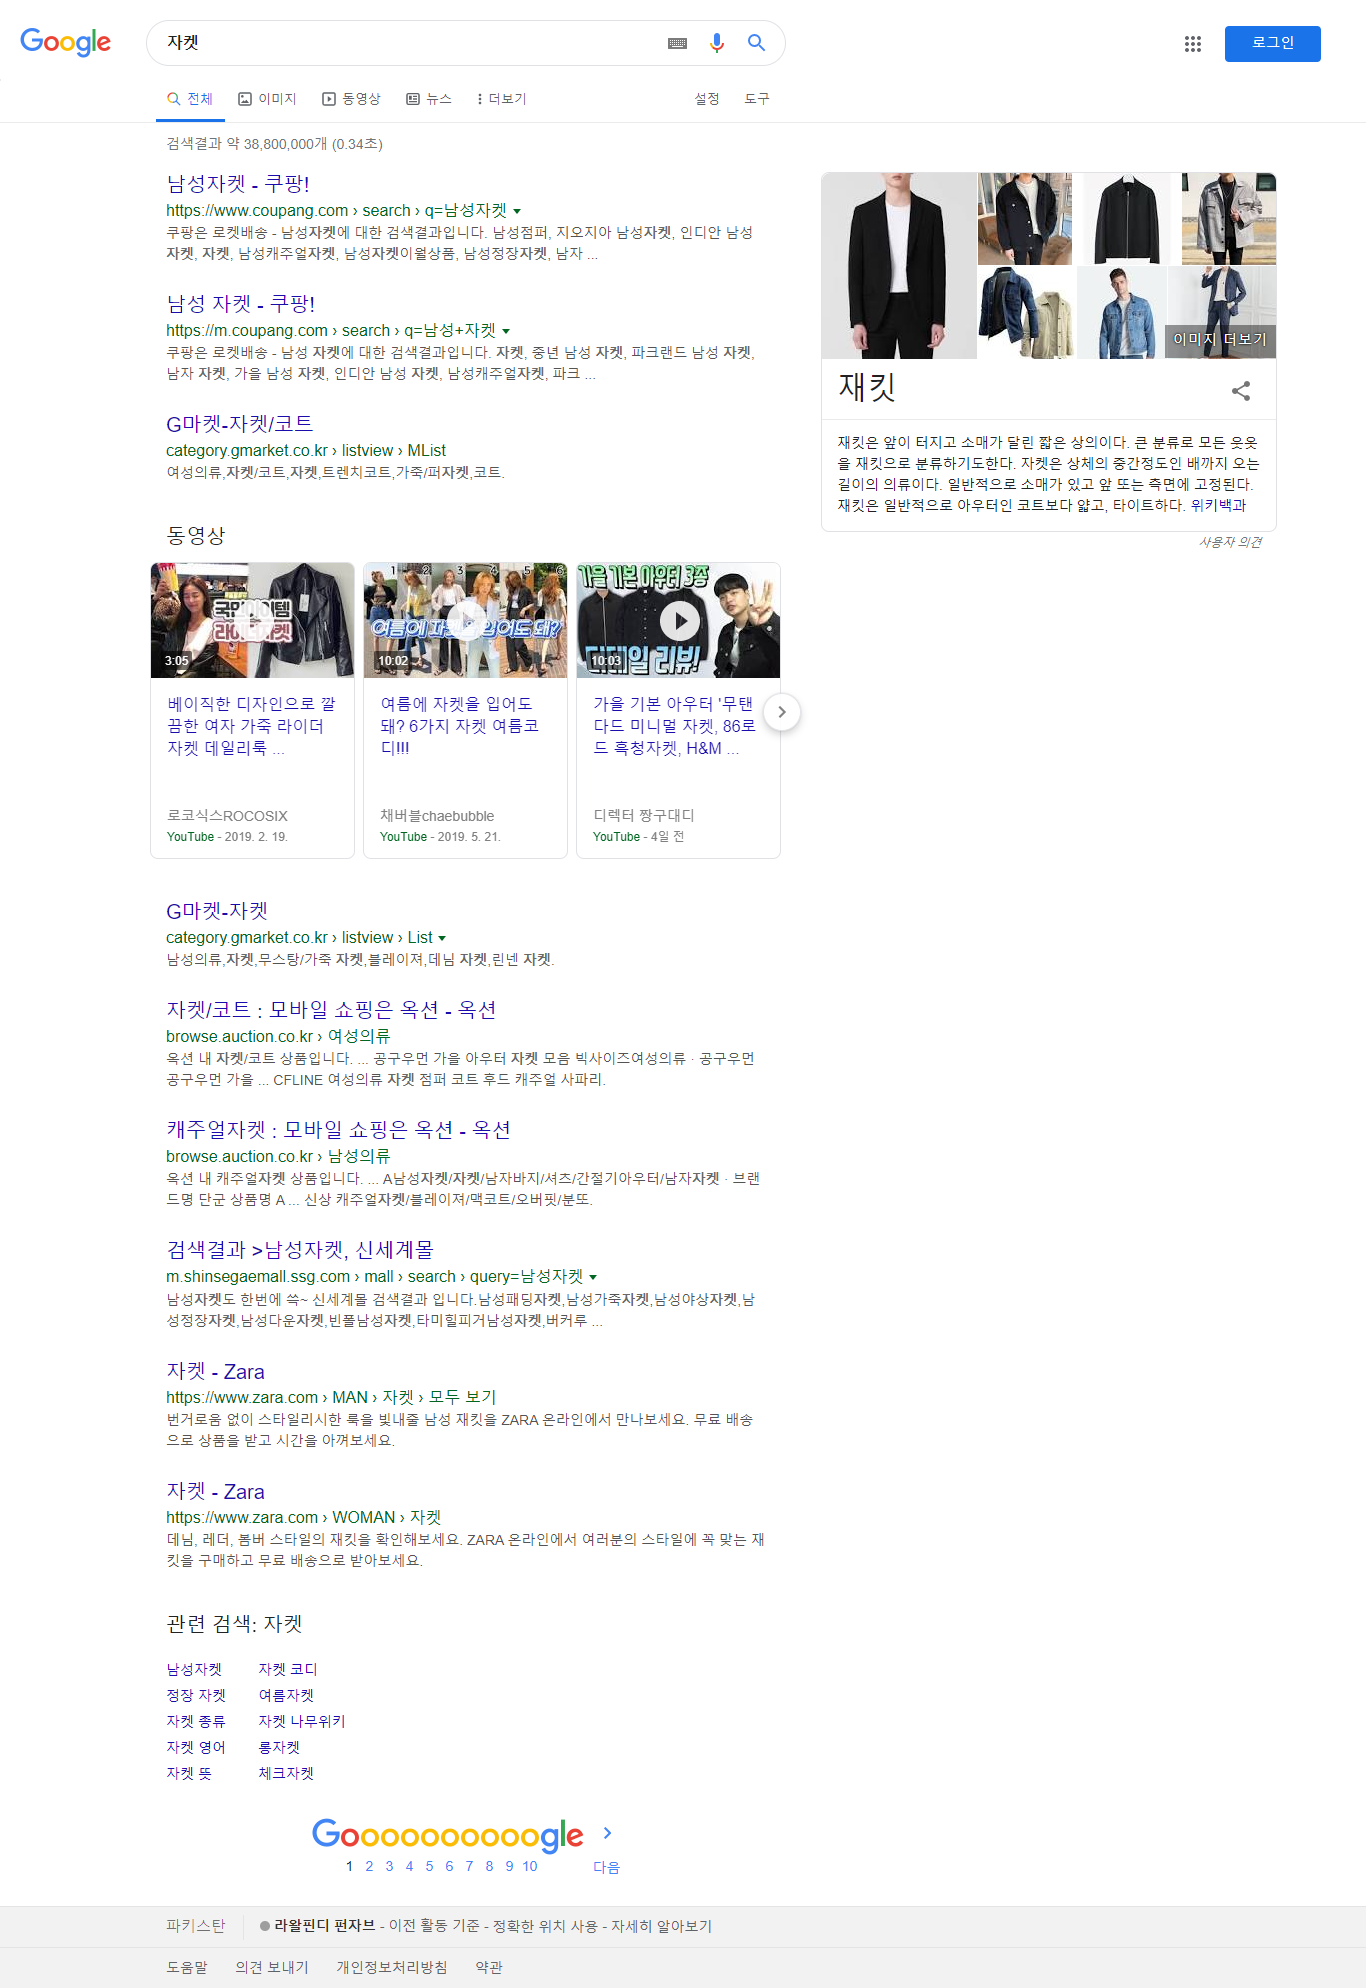 Google
자켓
로그인
전체
이미지
동영상
뉴스
더보기
설정
도구
검색결과 약 38,800,000개 (0.34초)
남성자켓 - 쿠팡!
https://www.coupang.com › search › q=남성자켓
쿠팡은 로켓배송 - 남성자켓에 대한 검색결과입니다. 남성점퍼, 지오지아 남성자켓, 인디안 남성
자켓, 자켓, 남성캐주얼자켓, 남성자켓이월상품, 남성정장자켓, 남자 ...
남성 자켓 - 쿠팡!
https://m.coupang.com › search › q=남성+자켓
쿠팡은 로켓배송 - 남성 자켓에 대한 검색결과입니다. 자켓, 중년 남성 자켓, 파크랜드 남성 자켓,
남자 자켓, 가을 남성 자켓, 인디안 남성 자켓, 남성캐주얼자켓, 파크 ...
G마켓-자켓/코트
category.gmarket.co.kr › listview › MList
여성의류,자켓/코트,자켓,트렌치코트,가죽/퍼자켓,코트.
동영상
국민아이템
라이더자켓
3:05
베이직한 디자인으로 깔
끔한 여자 가죽 라이더
자켓 데일리룩 ...
로코식스ROCOSIX
YouTube - 2019. 2. 19.
1 2 3 4 5 6
여름에 자켓을 입어도 돼?
10:02
여름에 자켓을 입어도
돼? 6가지 자켓 여름코
디!!!
채버블chaebubble
YouTube - 2019. 5. 21.
가을 기본 아우터 3종
디테일 리뷰!
10:03
가을 기본 아우터 '무탠
다드 미니멀 자켓, 86로
드 흑청자켓, H&M ...
디렉터 짱구대디
YouTube - 4일 전
G마켓-자켓
category.gmarket.co.kr › listview › List
남성의류,자켓,무스탕/가죽 자켓,블레이져,데님 자켓,린넨 자켓.
자켓/코트 : 모바일 쇼핑은 옥션 - 옥션
browse.auction.co.kr › 여성의류
옥션 내 자켓/코트 상품입니다. ... 공구우먼 가을 아우터 자켓 모음 빅사이즈여성의류 · 공구우먼
공구우먼 가을 ... CFLINE 여성의류 자켓 점퍼 코트 후드 캐주얼 사파리.
캐주얼자켓 : 모바일 쇼핑은 옥션 - 옥션
browse.auction.co.kr › 남성의류
옥션 내 캐주얼자켓 상품입니다. ... A남성자켓/자켓/남자바지/셔츠/간절기아우터/남자자켓 · 브랜
드명 단군 상품명 A ... 신상 캐주얼자켓/블레이져/맥코트/오버핏/분또.
검색결과 >남성자켓, 신세계몰
m.shinsegaemall.ssg.com › mall › search › query=남성자켓
남성자켓도 한번에 쓱~ 신세계몰 검색결과 입니다.남성패딩자켓,남성가죽자켓,남성야상자켓,남
성정장자켓,남성다운자켓,빈폴남성자켓,타미힐피거남성자켓,버커루 ...
자켓 - Zara
https://www.zara.com › MAN › 자켓 › 모두 보기
번거로움 없이 스타일리시한 룩을 빛내줄 남성 재킷을 ZARA 온라인에서 만나보세요. 무료 배송
으로 상품을 받고 시간을 아껴보세요.
자켓 - Zara
https://www.zara.com › WOMAN › 자켓
데님, 레더, 봄버 스타일의 재킷을 확인해보세요. ZARA 온라인에서 여러분의 스타일에 꼭 맞는 재
킷을 구매하고 무료 배송으로 받아보세요.
관련 검색: 자켓
남성자켓
자켓 코디
정장 자켓
여름자켓
자켓 종류
자켓 나무위키
자켓 영어
롱자켓
자켓 뜻
체크자켓
Goooooooooogle
1 2 3 4 5 6 7 8 9 10
다음
이미지 더보기
재킷
재킷은 앞이 터지고 소매가 달린 짧은 상의이다. 큰 분류로 모든 웃옷
을 재킷으로 분류하기도한다. 자켓은 상체의 중간정도인 배까지 오는
길이의 의류이다. 일반적으로 소매가 있고 앞 또는 측면에 고정된다.
재킷은 일반적으로 아우터인 코트보다 얇고, 타이트하다. 위키백과
사용자 의견
파키스탄
라왈핀디 펀자브 - 이전 활동 기준 - 정확한 위치 사용 - 자세히 알아보기
도움말
의견 보내기
개인정보처리방침
약관